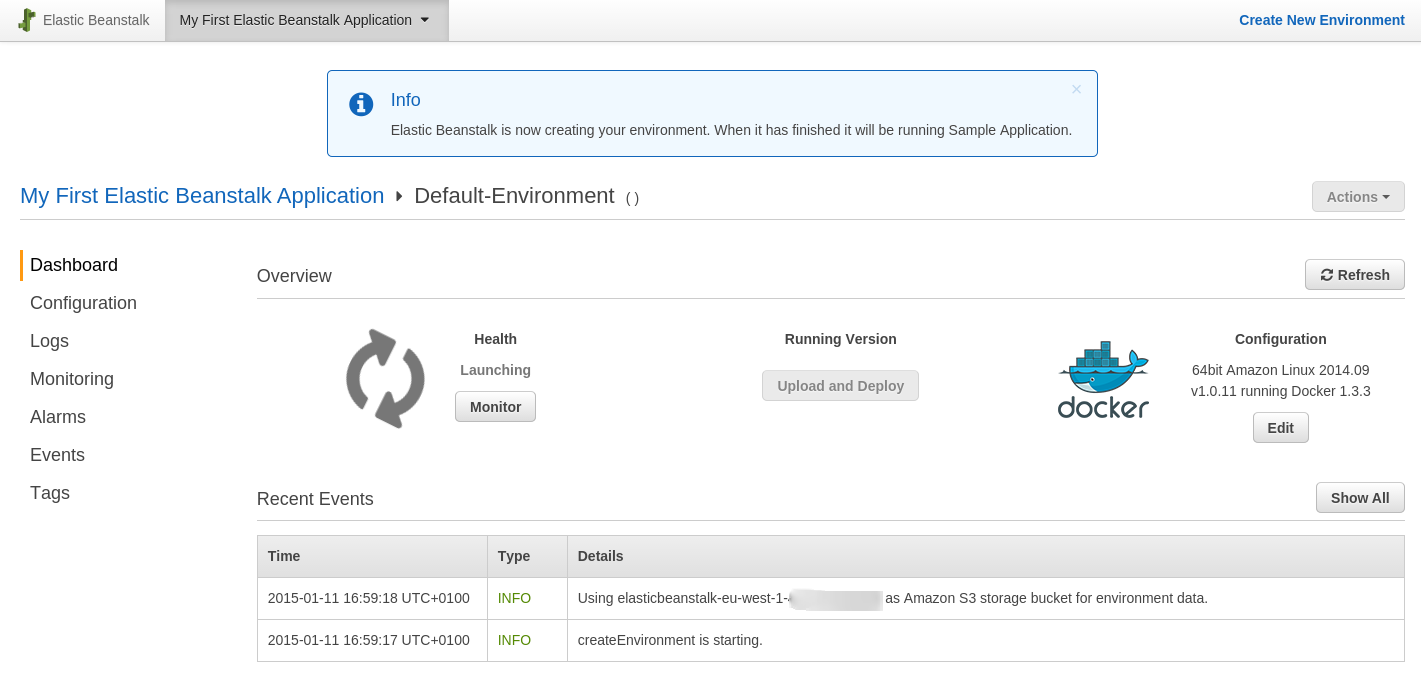 Elastic Beanstalk My First Elastic Beanstalk Application Create New Environment
Info
Elastic Beanstalk is now creating your environment. When it has finished it will be running Sample Application.
My First Elastic Beanstalk Application Default-Environment ( )
Actions
Dashboard
Configuration
Logs
Monitoring
Alarms
Events
Tags
Overview
Refresh
Health
Launching
Monitor
Running Version
Upload and Deploy
docker
Configuration
64bit Amazon Linux 2014.09
v1.0.11 running Docker 1.3.3
Edit
Recent Events
Show All
Time Type Details
2015-01-11 16:59:18 UTC+0100 INFO Using elasticbeanstalk-eu-west-1- as Amazon S3 storage bucket for environment data.
2015-01-11 16:59:17 UTC+0100 INFO createEnvironment is starting.